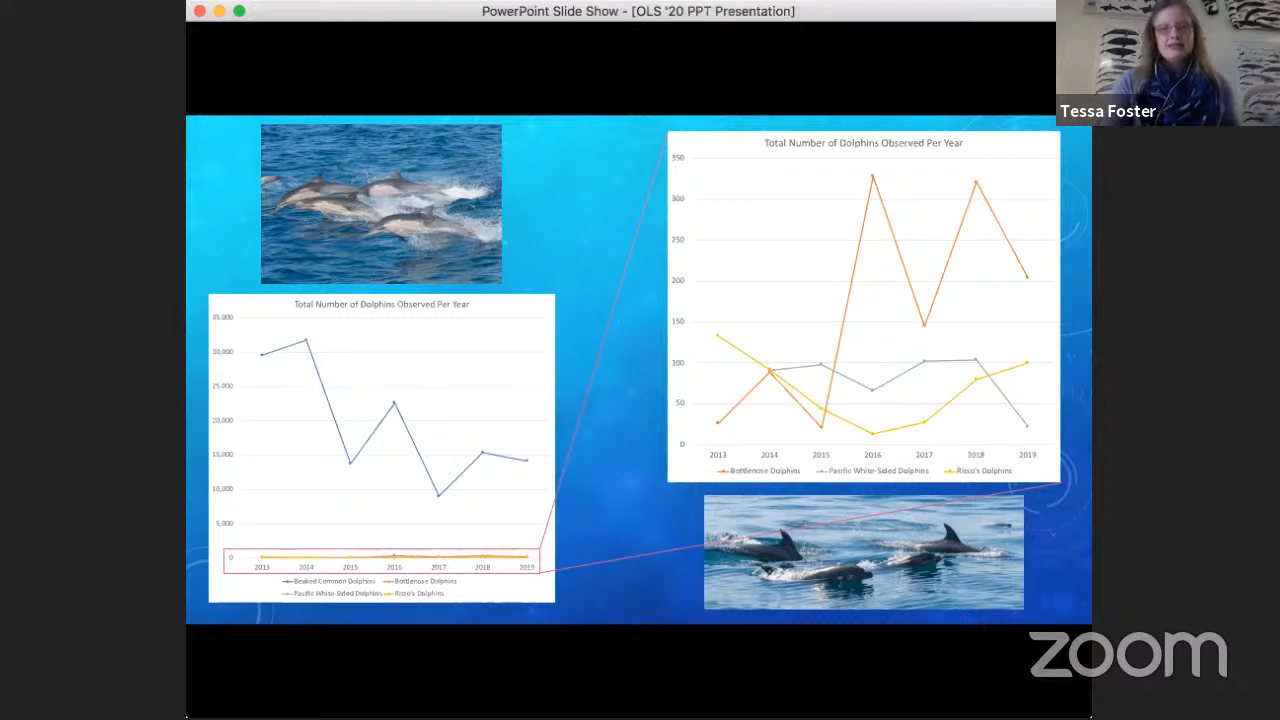 PowerPoint Slide Show - [OLS '20 PPT Presentation]
Tessa Foster
Total Number of Dolphins Observed Per Year
35,000
30,000
25,000
20,000
15,000
10,000
5,000
0
2013 2014 2015 2016 2017 2018 2019
Beaked Common Dolphins Bottlenose Dolphins
Pacific White-Sided Dolphins Risso's Dolphins
Total Number of Dolphins Observed Per Year
350
300
250
200
150
100
50
0
2013 2014 2015 2016 2017 2018 2019
Bottlenose Dolphins Pacific White-Sided Dolphins Risso's Dolphins
zoom